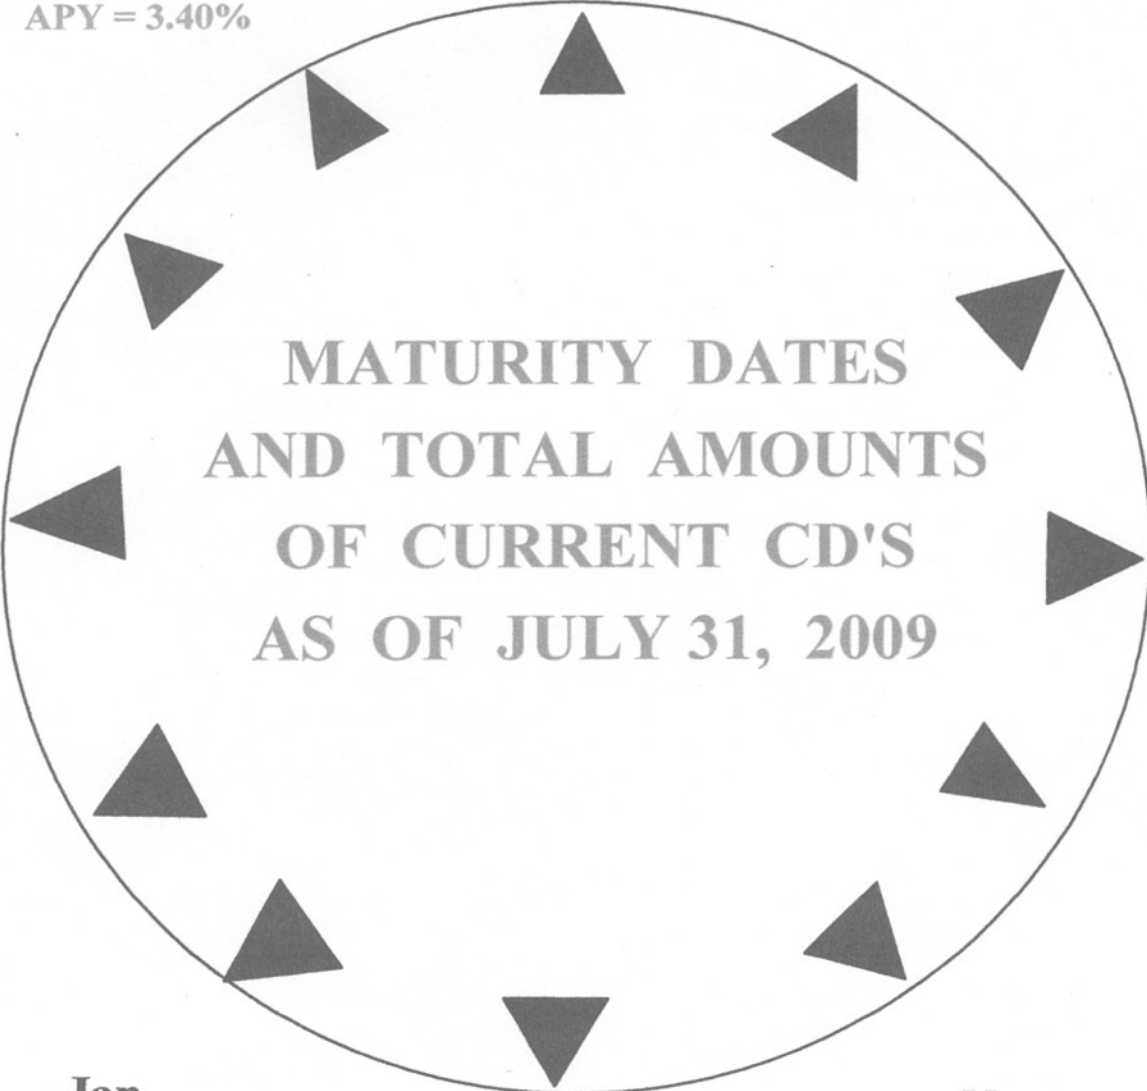 APY = 3.40%
MATURITY DATES
AND TOTAL AMOUNTS
OF CURRENT CD'S
AS OF JULY 31, 2009
Jan